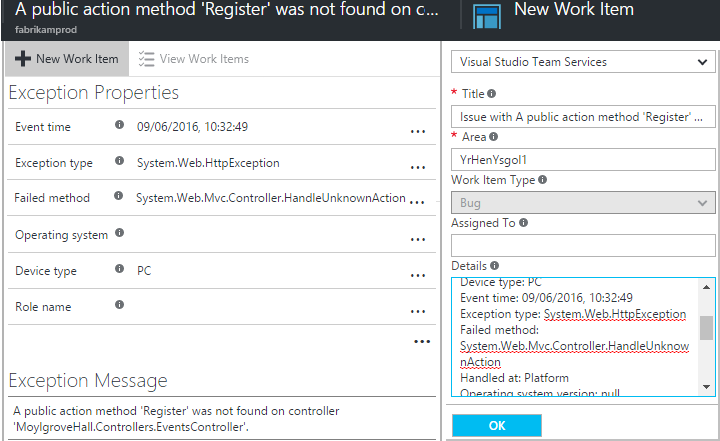 A public action method 'Register' was not found on c...
fabrikamprod
New Work Item
View Work Items
Exception Properties
Event time 09/06/2016, 10:32:49 ...
Exception type System.Web.HttpException ...
Failed method System.Web.Mvc.Controller.HandleUnknownAction ...
Operating system ...
Device type PC ...
Role name ...
...
Exception Message
A public action method 'Register' was not found on controller
'MoylgroveHall.Controllers.EventsController'.
New Work Item
Visual Studio Team Services
* Title
Issue with A public action method 'Register' ...
* Area
YrHenYsgol1
Work Item Type
Bug
Assigned To
Details
Device type: PC
Event time: 09/06/2016, 10:32:49
Exception type: System.Web.HttpException
Failed method:
System.Web.Mvc.Controller.HandleUnknow
nAction
Handled at: Platform
Operating system version: null
OK